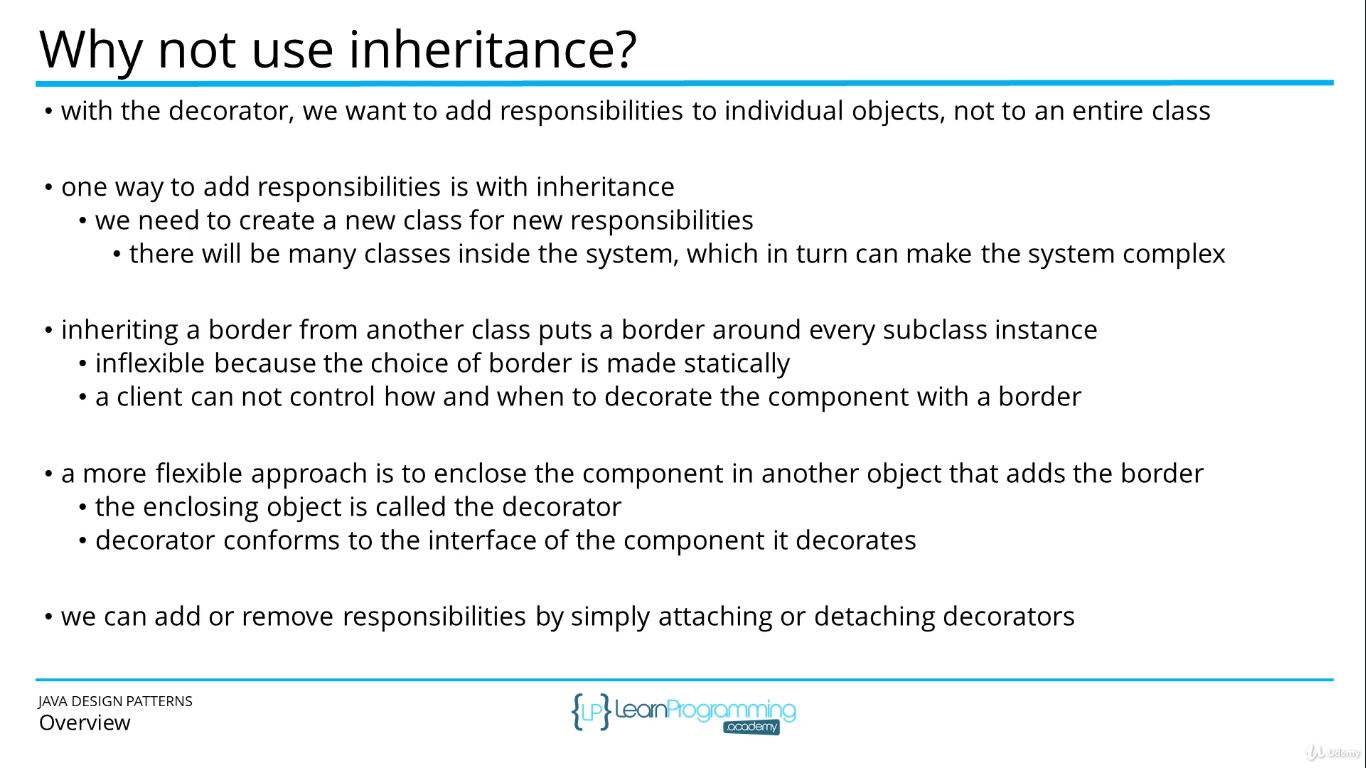 Why not use inheritance?
• with the decorator, we want to add responsibilities to individual objects, not to an entire class
• one way to add responsibilities is with inheritance
• we need to create a new class for new responsibilities
• there will be many classes inside the system, which in turn can make the system complex
• inheriting a border from another class puts a border around every subclass instance
• inflexible because the choice of border is made statically
• a client can not control how and when to decorate the component with a border
• a more flexible approach is to enclose the component in another object that adds the border
• the enclosing object is called the decorator
• decorator conforms to the interface of the component it decorates
• we can add or remove responsibilities by simply attaching or detaching decorators
JAVA DESIGN PATTERNS
Overview
{LP} LearnProgramming
.academy
Udemy